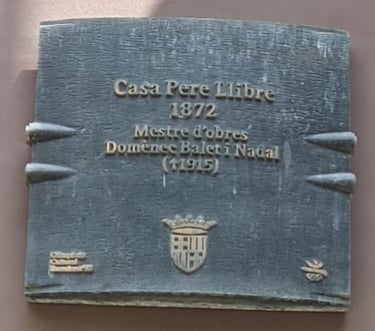 Casa Pere Llibre
1872
Mestre d'obres
Domènec Balet i Nadal
(†1915)